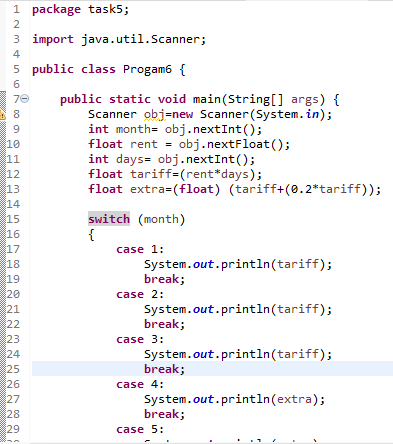 1 package task5;
2
3 import java.util.Scanner;
4
5 public class Progam6 {
6
7 public static void main(String[] args) {
8 Scanner obj=new Scanner(System.in);
9 int month= obj.nextInt();
10 float rent = obj.nextFloat();
11 int days= obj.nextInt();
12 float tariff=(rent*days);
13 float extra=(float) (tariff+(0.2*tariff));
14
15 switch (month)
16 {
17 case 1:
18 System.out.println(tariff);
19 break;
20 case 2:
21 System.out.println(tariff);
22 break;
23 case 3:
24 System.out.println(tariff);
25 break;
26 case 4:
27 System.out.println(extra);
28 break;
29 case 5: